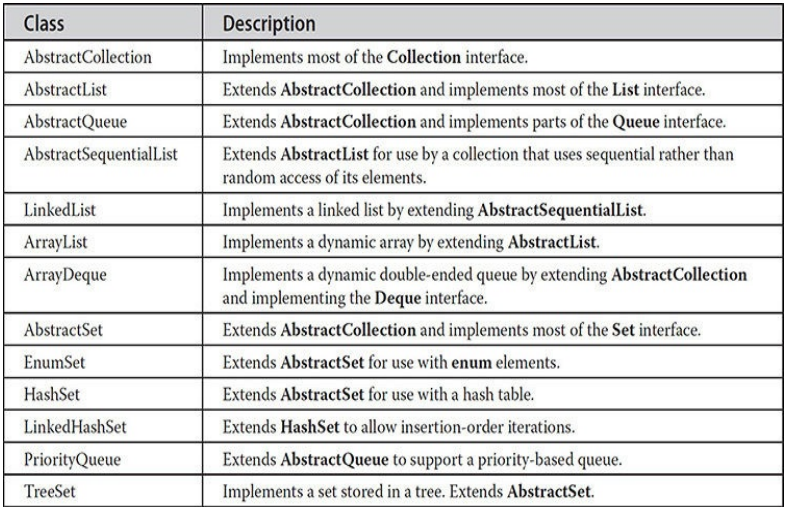 Class Description
AbstractCollection Implements most of the Collection interface.
AbstractList Extends AbstractCollection and implements most of the List interface.
AbstractQueue Extends AbstractCollection and implements parts of the Queue interface.
AbstractSequentialList Extends AbstractList for use by a collection that uses sequential rather than
random access of its elements.
LinkedList Implements a linked list by extending AbstractSequentialList.
ArrayList Implements a dynamic array by extending AbstractList.
ArrayDeque Implements a dynamic double-ended queue by extending AbstractCollection
and implementing the Deque interface.
AbstractSet Extends AbstractCollection and implements most of the Set interface.
EnumSet Extends AbstractSet for use with enum elements.
HashSet Extends AbstractSet for use with a hash table.
LinkedHashSet Extends HashSet to allow insertion-order iterations.
PriorityQueue Extends AbstractQueue to support a priority-based queue.
TreeSet Implements a set stored in a tree. Extends AbstractSet.